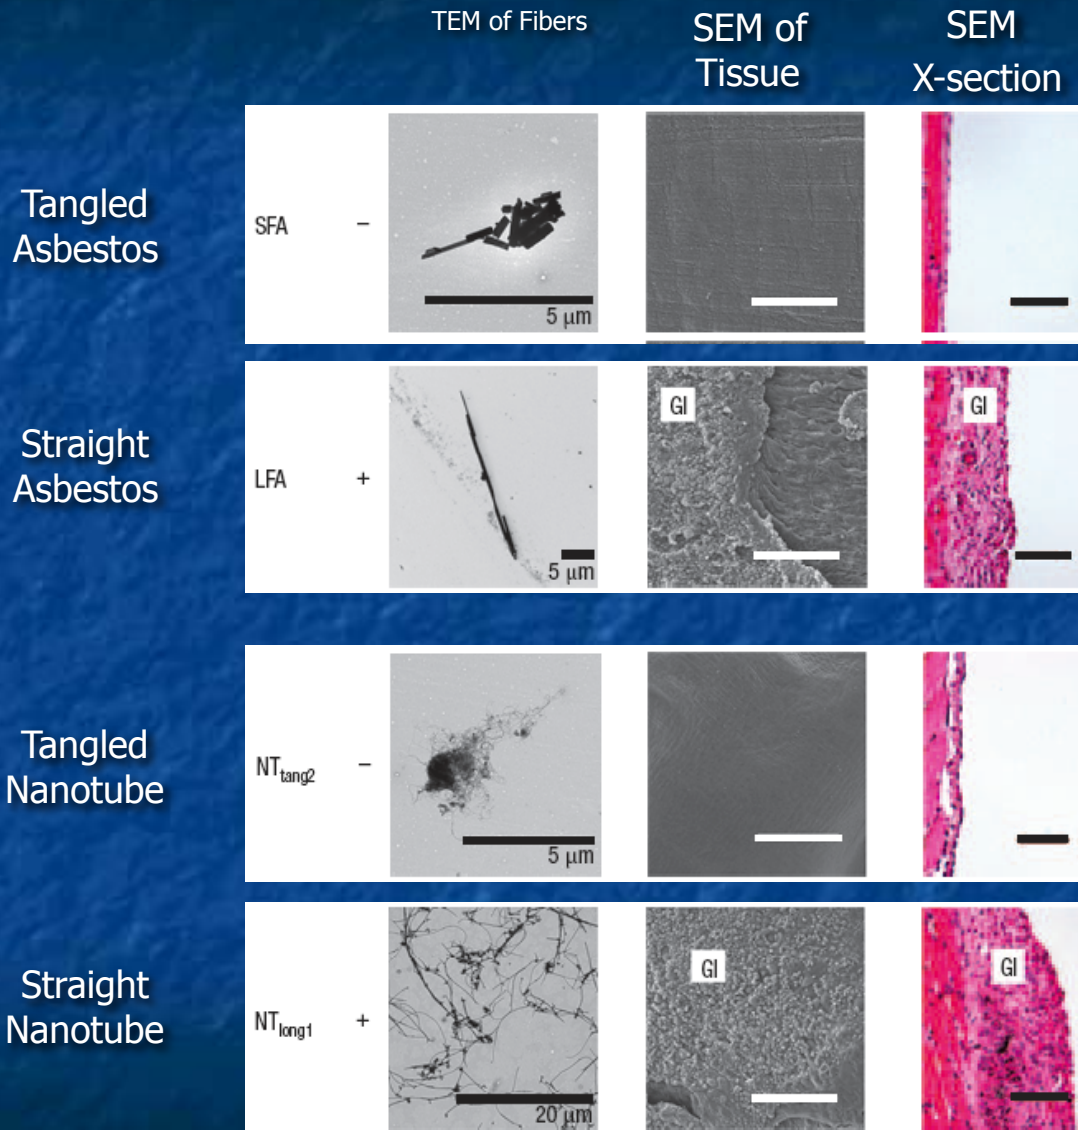 TEM of Fibers
SEM of
Tissue
SEM
X-section
Tangled
Asbestos
SFA –
5 μm
Straight
Asbestos
LFA +
5 μm
GI
GI
Tangled
Nanotube
NTtang2 –
5 μm
Straight
Nanotube
NTlong1 +
20 μm
GI
GI